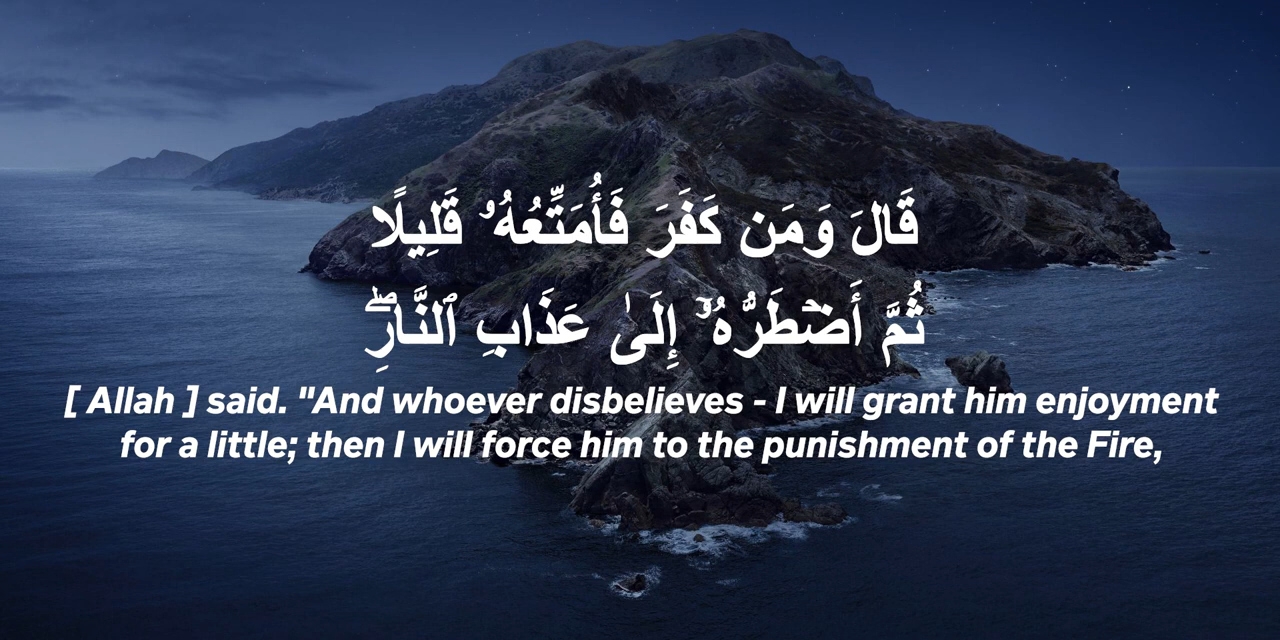 قَالَ وَمَن كَفَرَ فَأُمَتِّعُهُۥ قَلِيلًا
ثُمَّ أَضْطَرُّهُۥٓ إِلَىٰ عَذَابِ ٱلنَّارِۖ
[ Allah ] said. "And whoever disbelieves - I will grant him enjoyment
for a little; then I will force him to the punishment of the Fire,